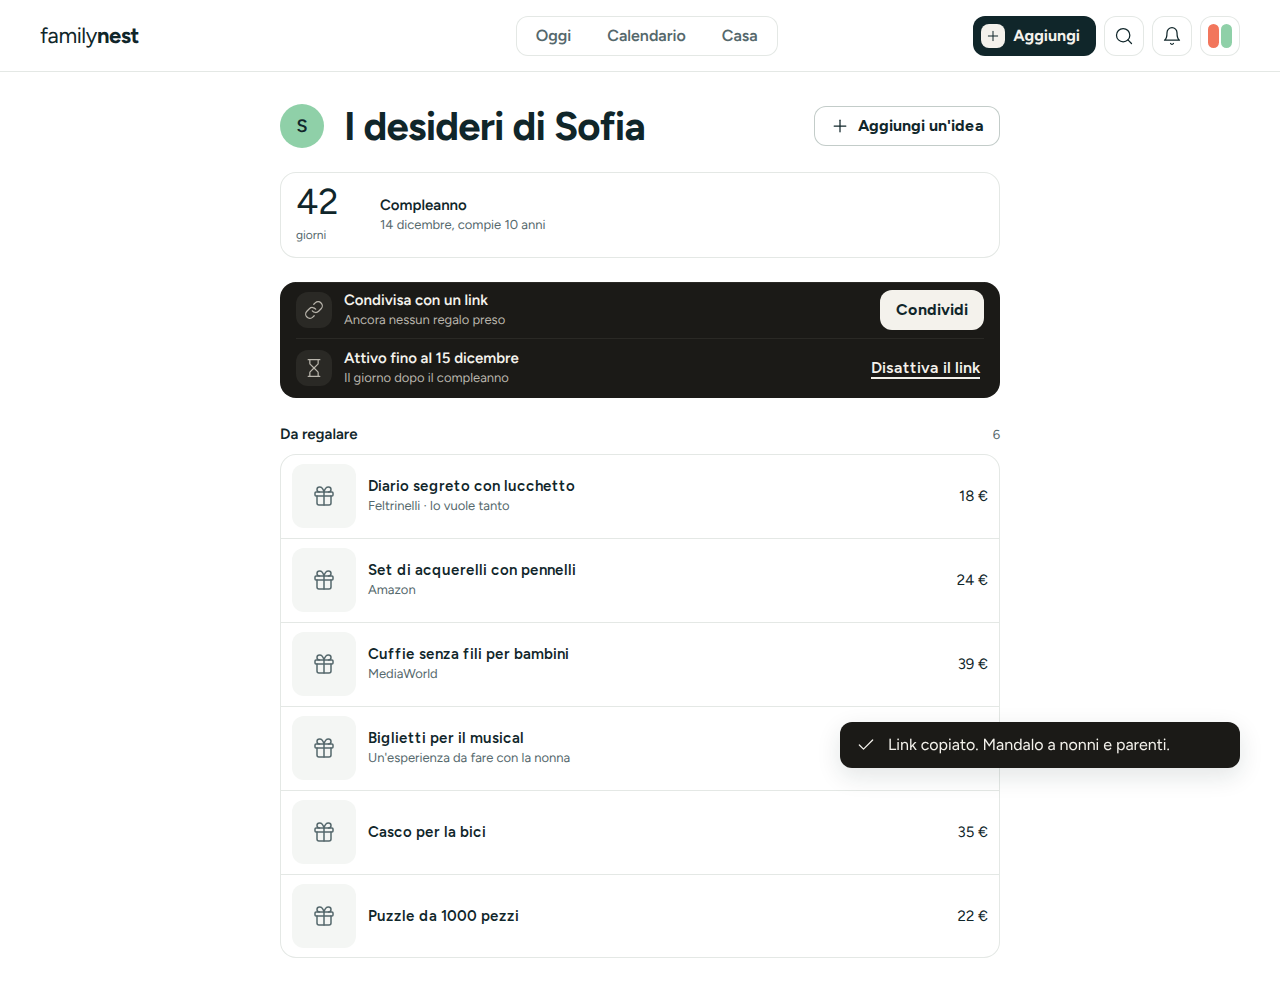 familynest
Oggi
Calendario
Casa
Aggiungi
S
I desideri di Sofia
Aggiungi un'idea
42
giorni
Compleanno
14 dicembre, compie 10 anni
Condivisa con un link
Ancora nessun regalo preso
Condividi
Attivo fino al 15 dicembre
Il giorno dopo il compleanno
Disattiva il link
Da regalare
6
Diario segreto con lucchetto
Feltrinelli · lo vuole tanto
18 €
Set di acquerelli con pennelli
Amazon
24 €
Cuffie senza fili per bambini
MediaWorld
39 €
Biglietti per il musical
Un'esperienza da fare con la nonna
Link copiato. Mandalo a nonni e parenti.
Casco per la bici
35 €
Puzzle da 1000 pezzi
22 €